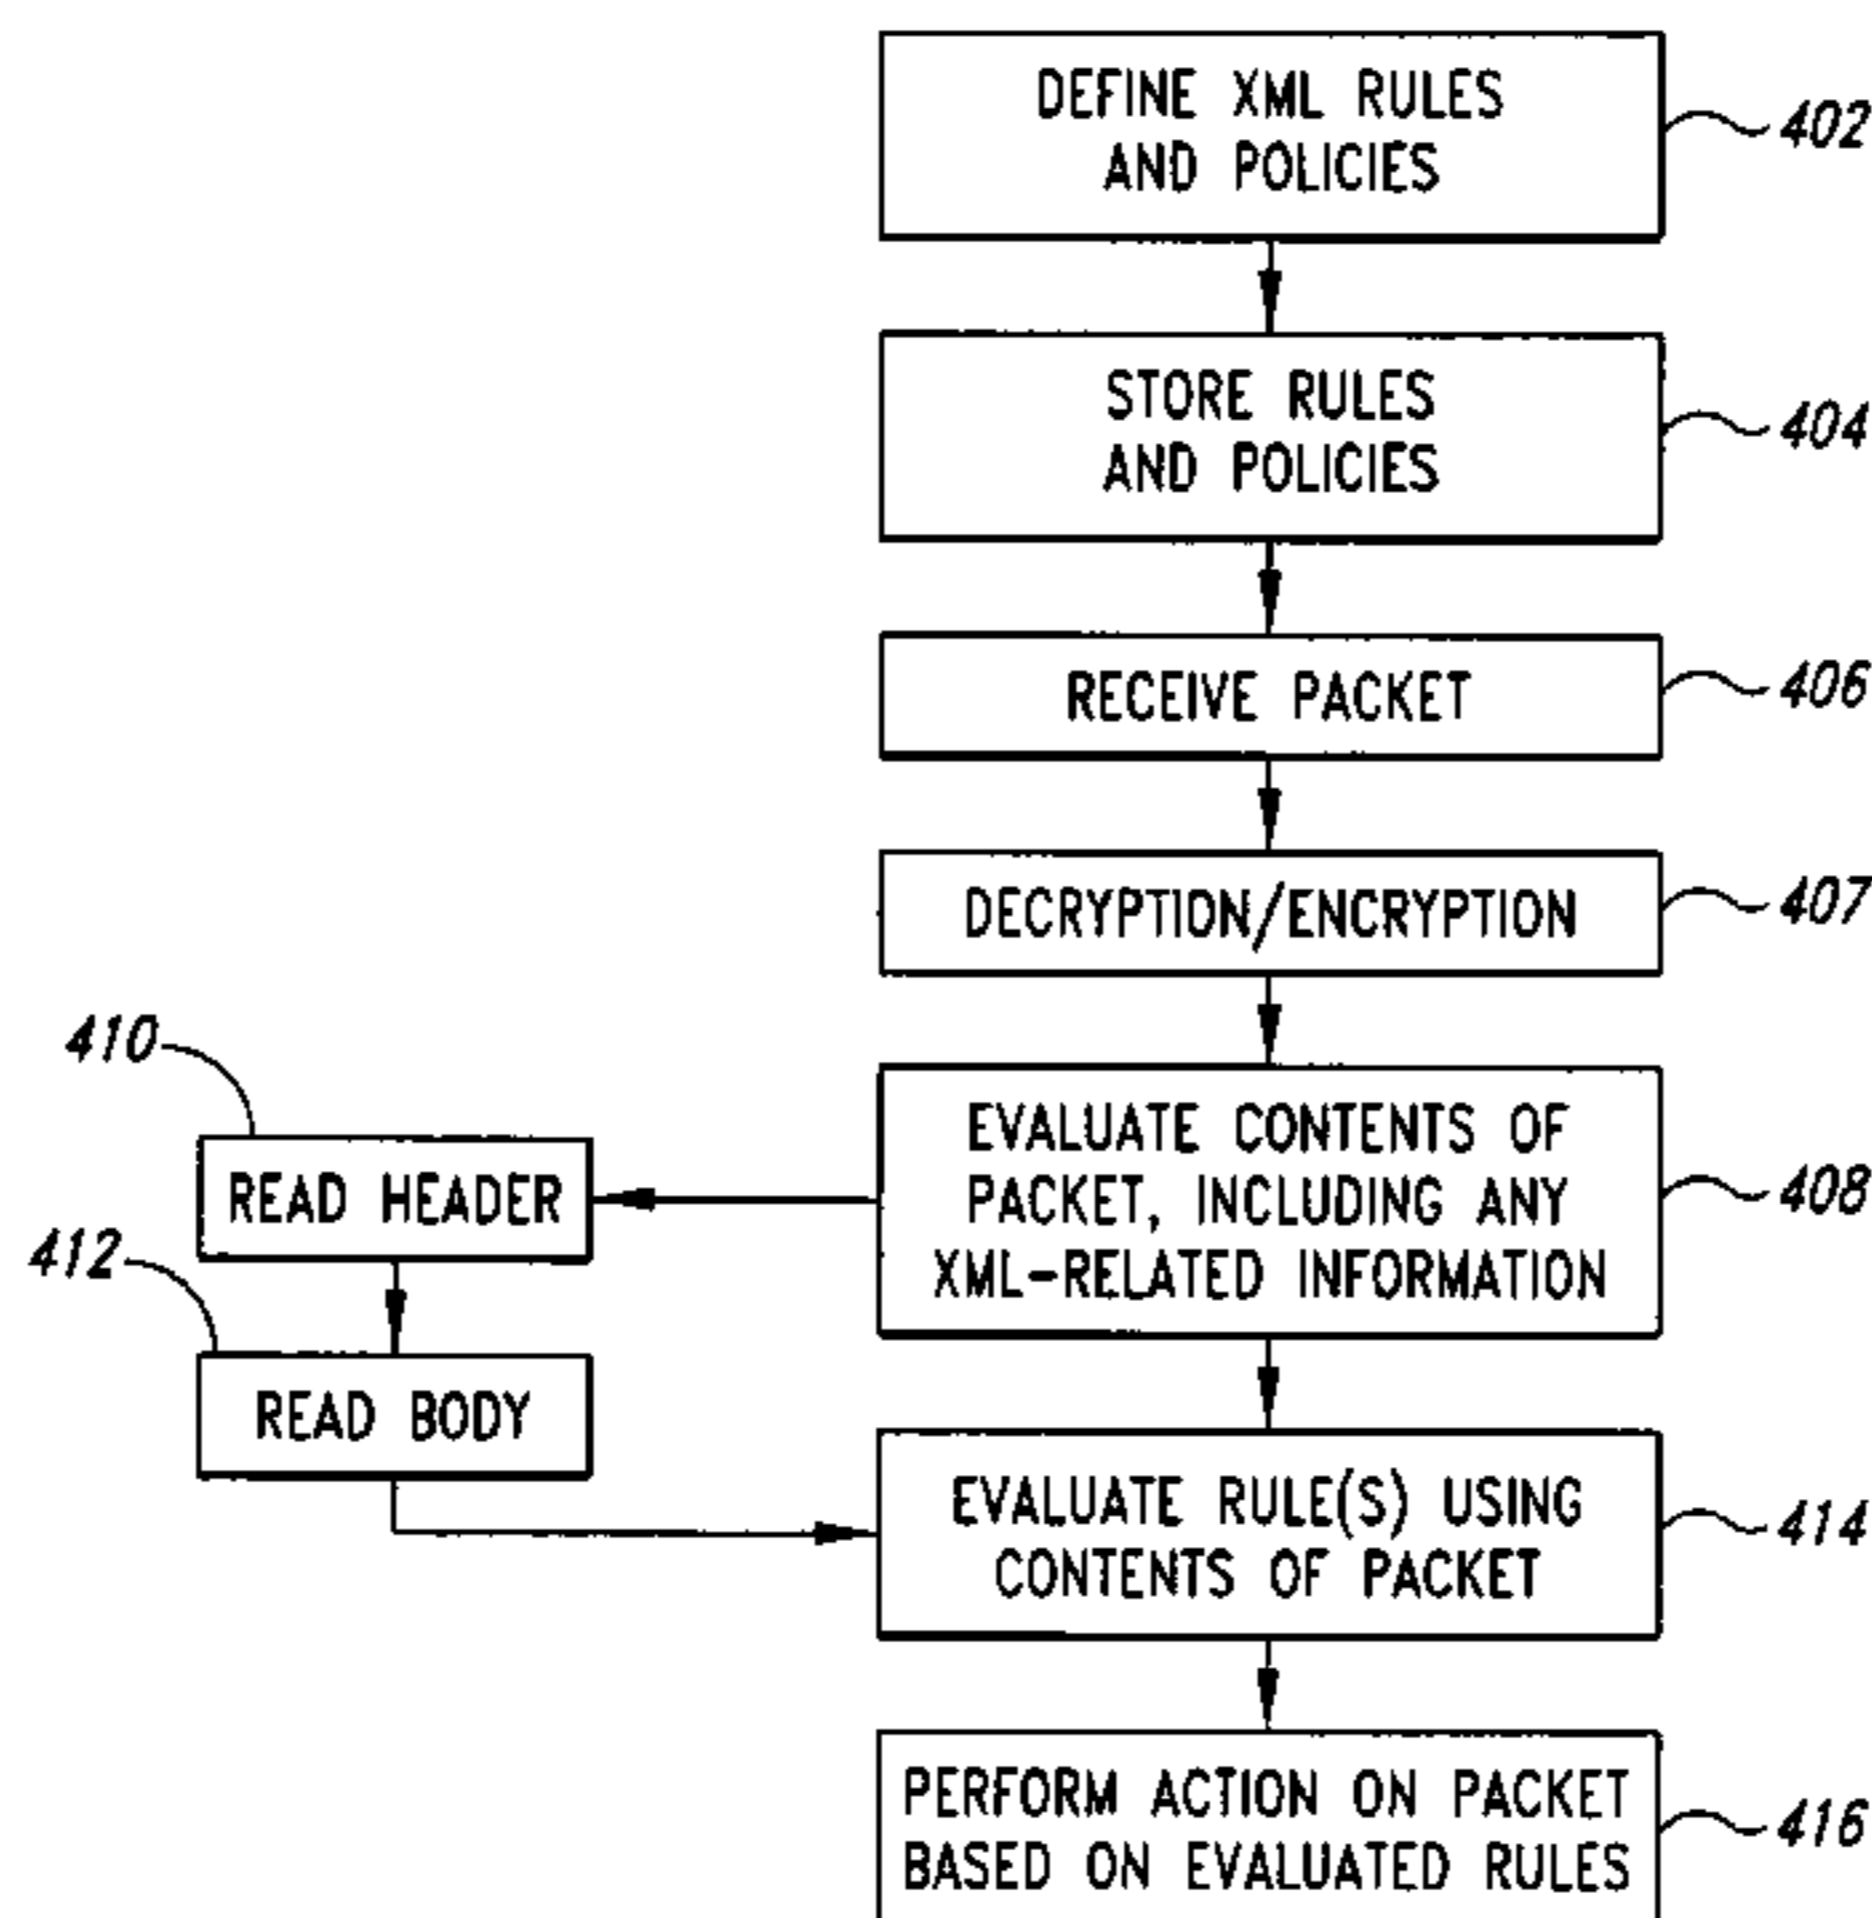 DEFINE XML RULES
AND POLICIES
402
STORE RULES
AND POLICIES
404
RECEIVE PACKET
406
DECRYPTION/ENCRYPTION
407
EVALUATE CONTENTS OF
PACKET, INCLUDING ANY
XML-RELATED INFORMATION
408
410
READ HEADER
412
READ BODY
EVALUATE RULE(S) USING
CONTENTS OF PACKET
414
PERFORM ACTION ON PACKET
BASED ON EVALUATED RULES
416